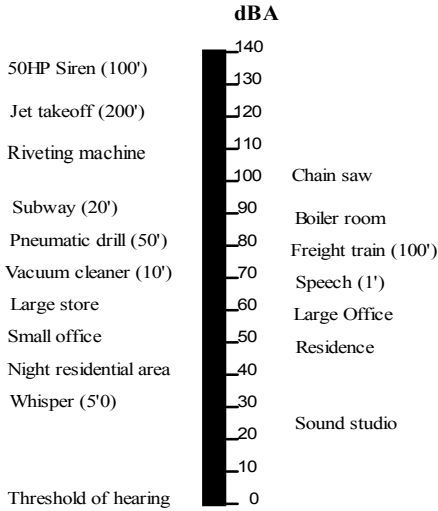 dBA
140
50HP Siren (100')
130
Jet takeoff (200')
120
110
Riveting machine
100
Chain saw
Subway (20')
90
Boiler room
Pneumatic drill (50')
80
Freight train (100')
Vacuum cleaner (10')
70
Speech (1')
Large store
60
Large Office
Small office
50
Residence
Night residential area
40
Whisper (5'0)
30
Sound studio
20
10
Threshold of hearing
0